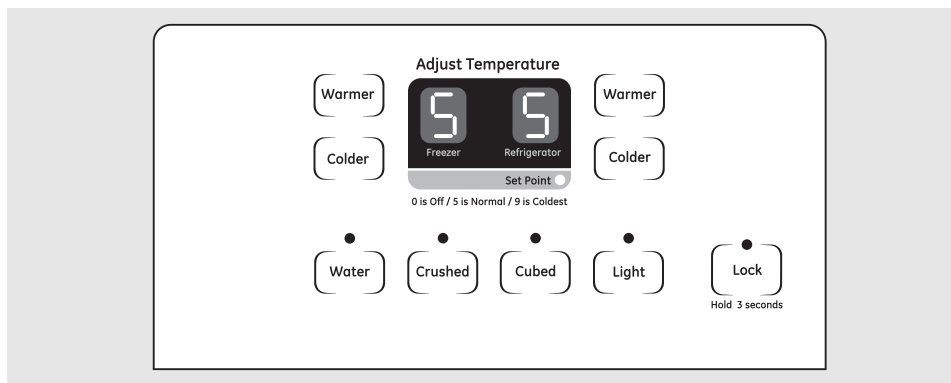 Adjust Temperature
Warmer
5 5
Warmer
Freezer Refrigerator
Colder
Colder
Set Point
0 is Off / 5 is Normal / 9 is Coldest
Water Crushed Cubed Light Lock
Hold 3 seconds